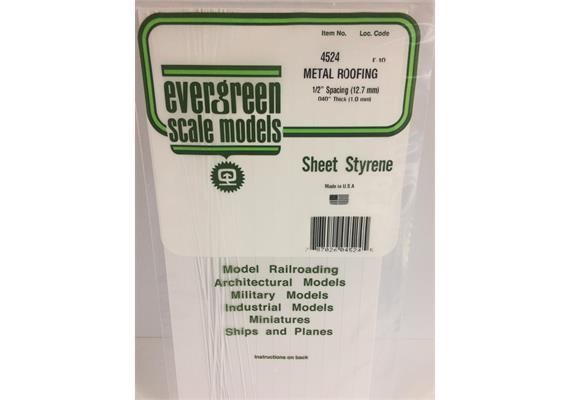 Item No. Loc. Code
4524 F-10
METAL ROOFING
1/2" Spacing (12.7 mm)
.040" Thick (1.0 mm)
evergreen
scale models
Sheet Styrene
Made in U.S.A
Model Railroading
Architectural Models
Military Models
Industrial Models
Miniatures
Ships and Planes
Instructions on back